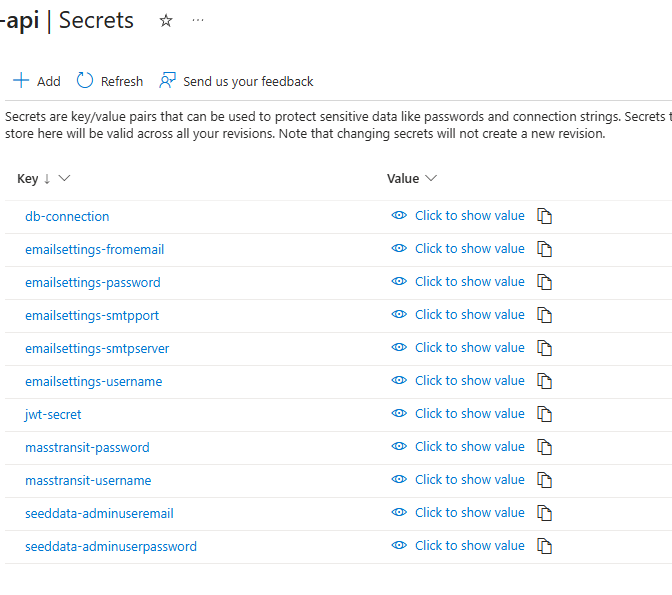 -api | Secrets ...
Add Refresh Send us your feedback
Secrets are key/value pairs that can be used to protect sensitive data like passwords and connection strings. Secrets
store here will be valid across all your revisions. Note that changing secrets will not create a new revision.
Key ↓ Value
db-connection Click to show value
emailsettings-fromemail Click to show value
emailsettings-password Click to show value
emailsettings-smtpport Click to show value
emailsettings-smtpserver Click to show value
emailsettings-username Click to show value
jwt-secret Click to show value
masstransit-password Click to show value
masstransit-username Click to show value
seeddata-adminuseremail Click to show value
seeddata-adminuserpassword Click to show value